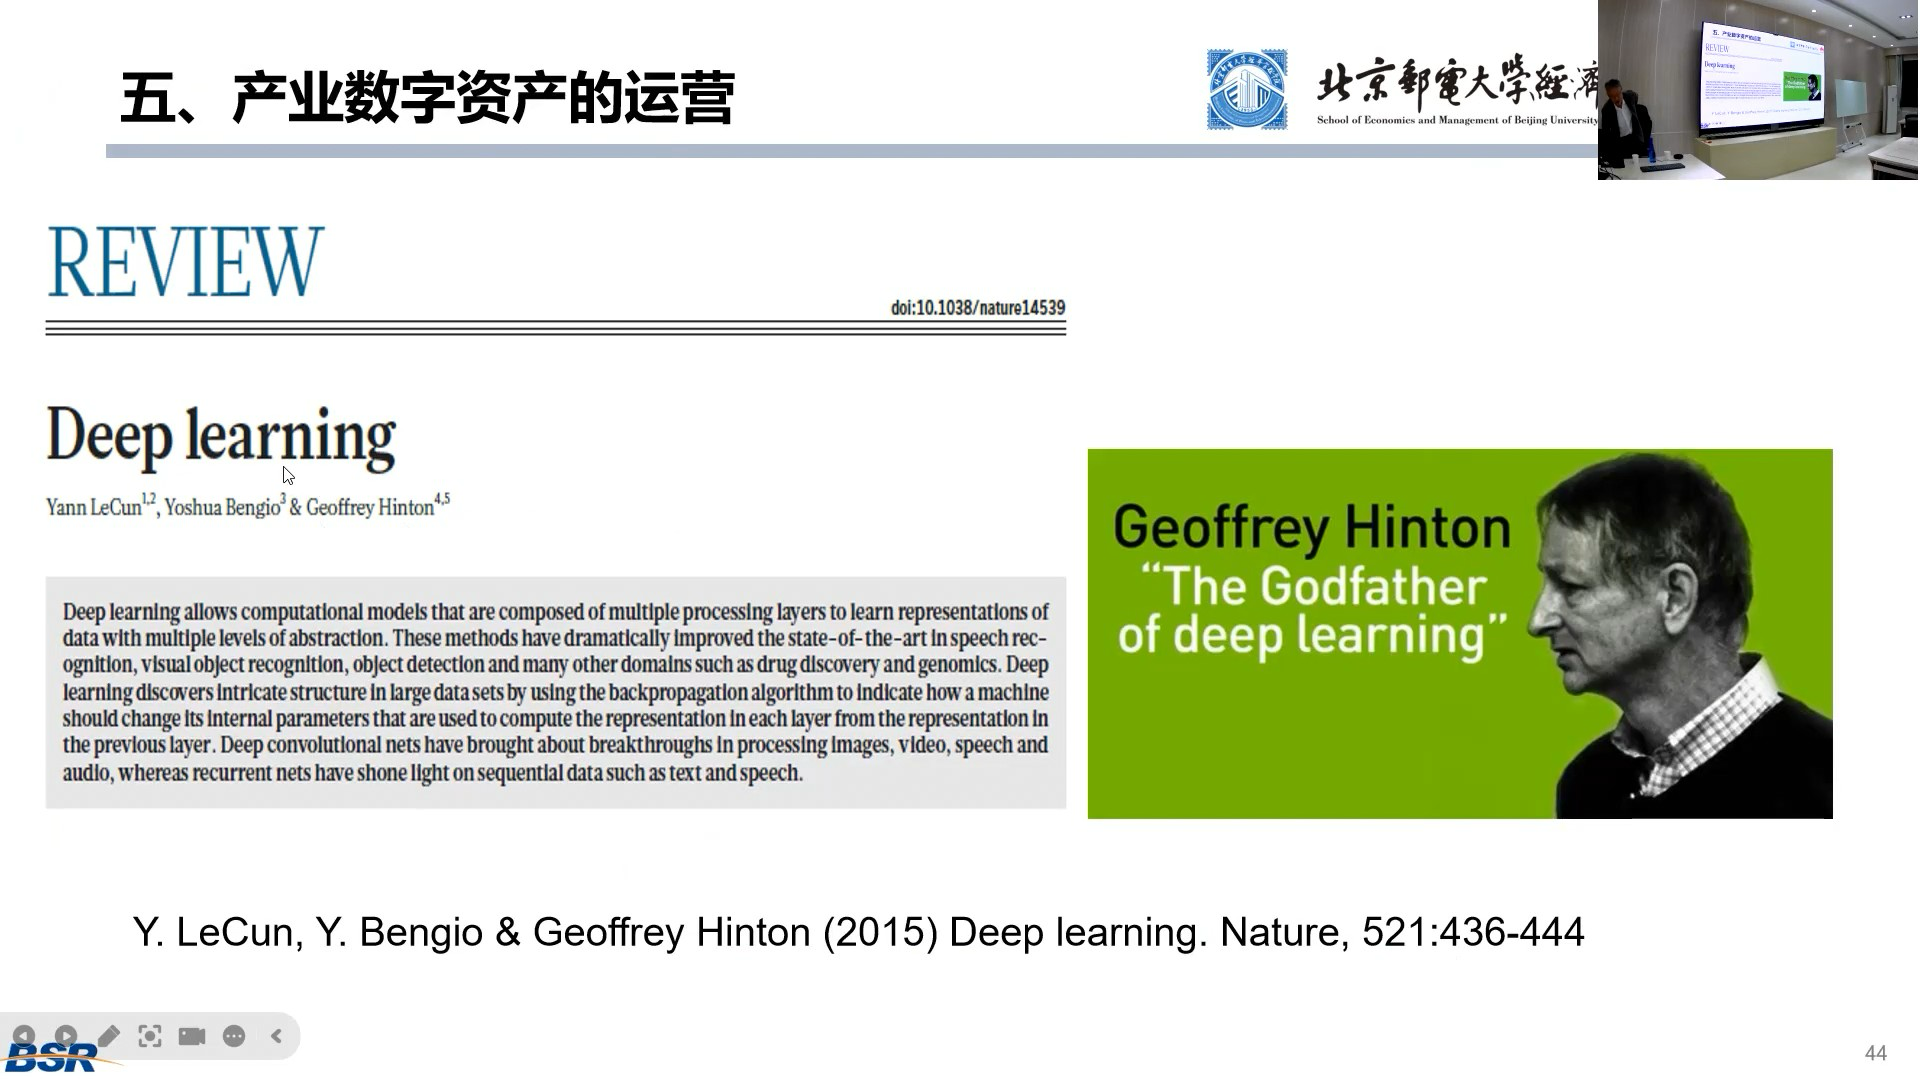 五、产业数字资产的运营
北京郵電大學經濟
School of Economics and Management of Beijing University
REVIEW
doi:10.1038/nature14539
Deep learning
Yann LeCun1,2, Yoshua Bengio3 & Geoffrey Hinton4,5
Deep learning allows computational models that are composed of multiple processing layers to learn representations of
data with multiple levels of abstraction. These methods have dramatically improved the state-of-the-art in speech rec-
ognition, visual object recognition, object detection and many other domains such as drug discovery and genomics. Deep
learning discovers intricate structure in large data sets by using the backpropagation algorithm to indicate how a machine
should change its internal parameters that are used to compute the representation in each layer from the representation in
the previous layer. Deep convolutional nets have brought about breakthroughs in processing images, video, speech and
audio, whereas recurrent nets have shone light on sequential data such as text and speech.
Geoffrey Hinton
“The Godfather
of deep learning”
Y. LeCun, Y. Bengio & Geoffrey Hinton (2015) Deep learning. Nature, 521:436-444
BSR
44